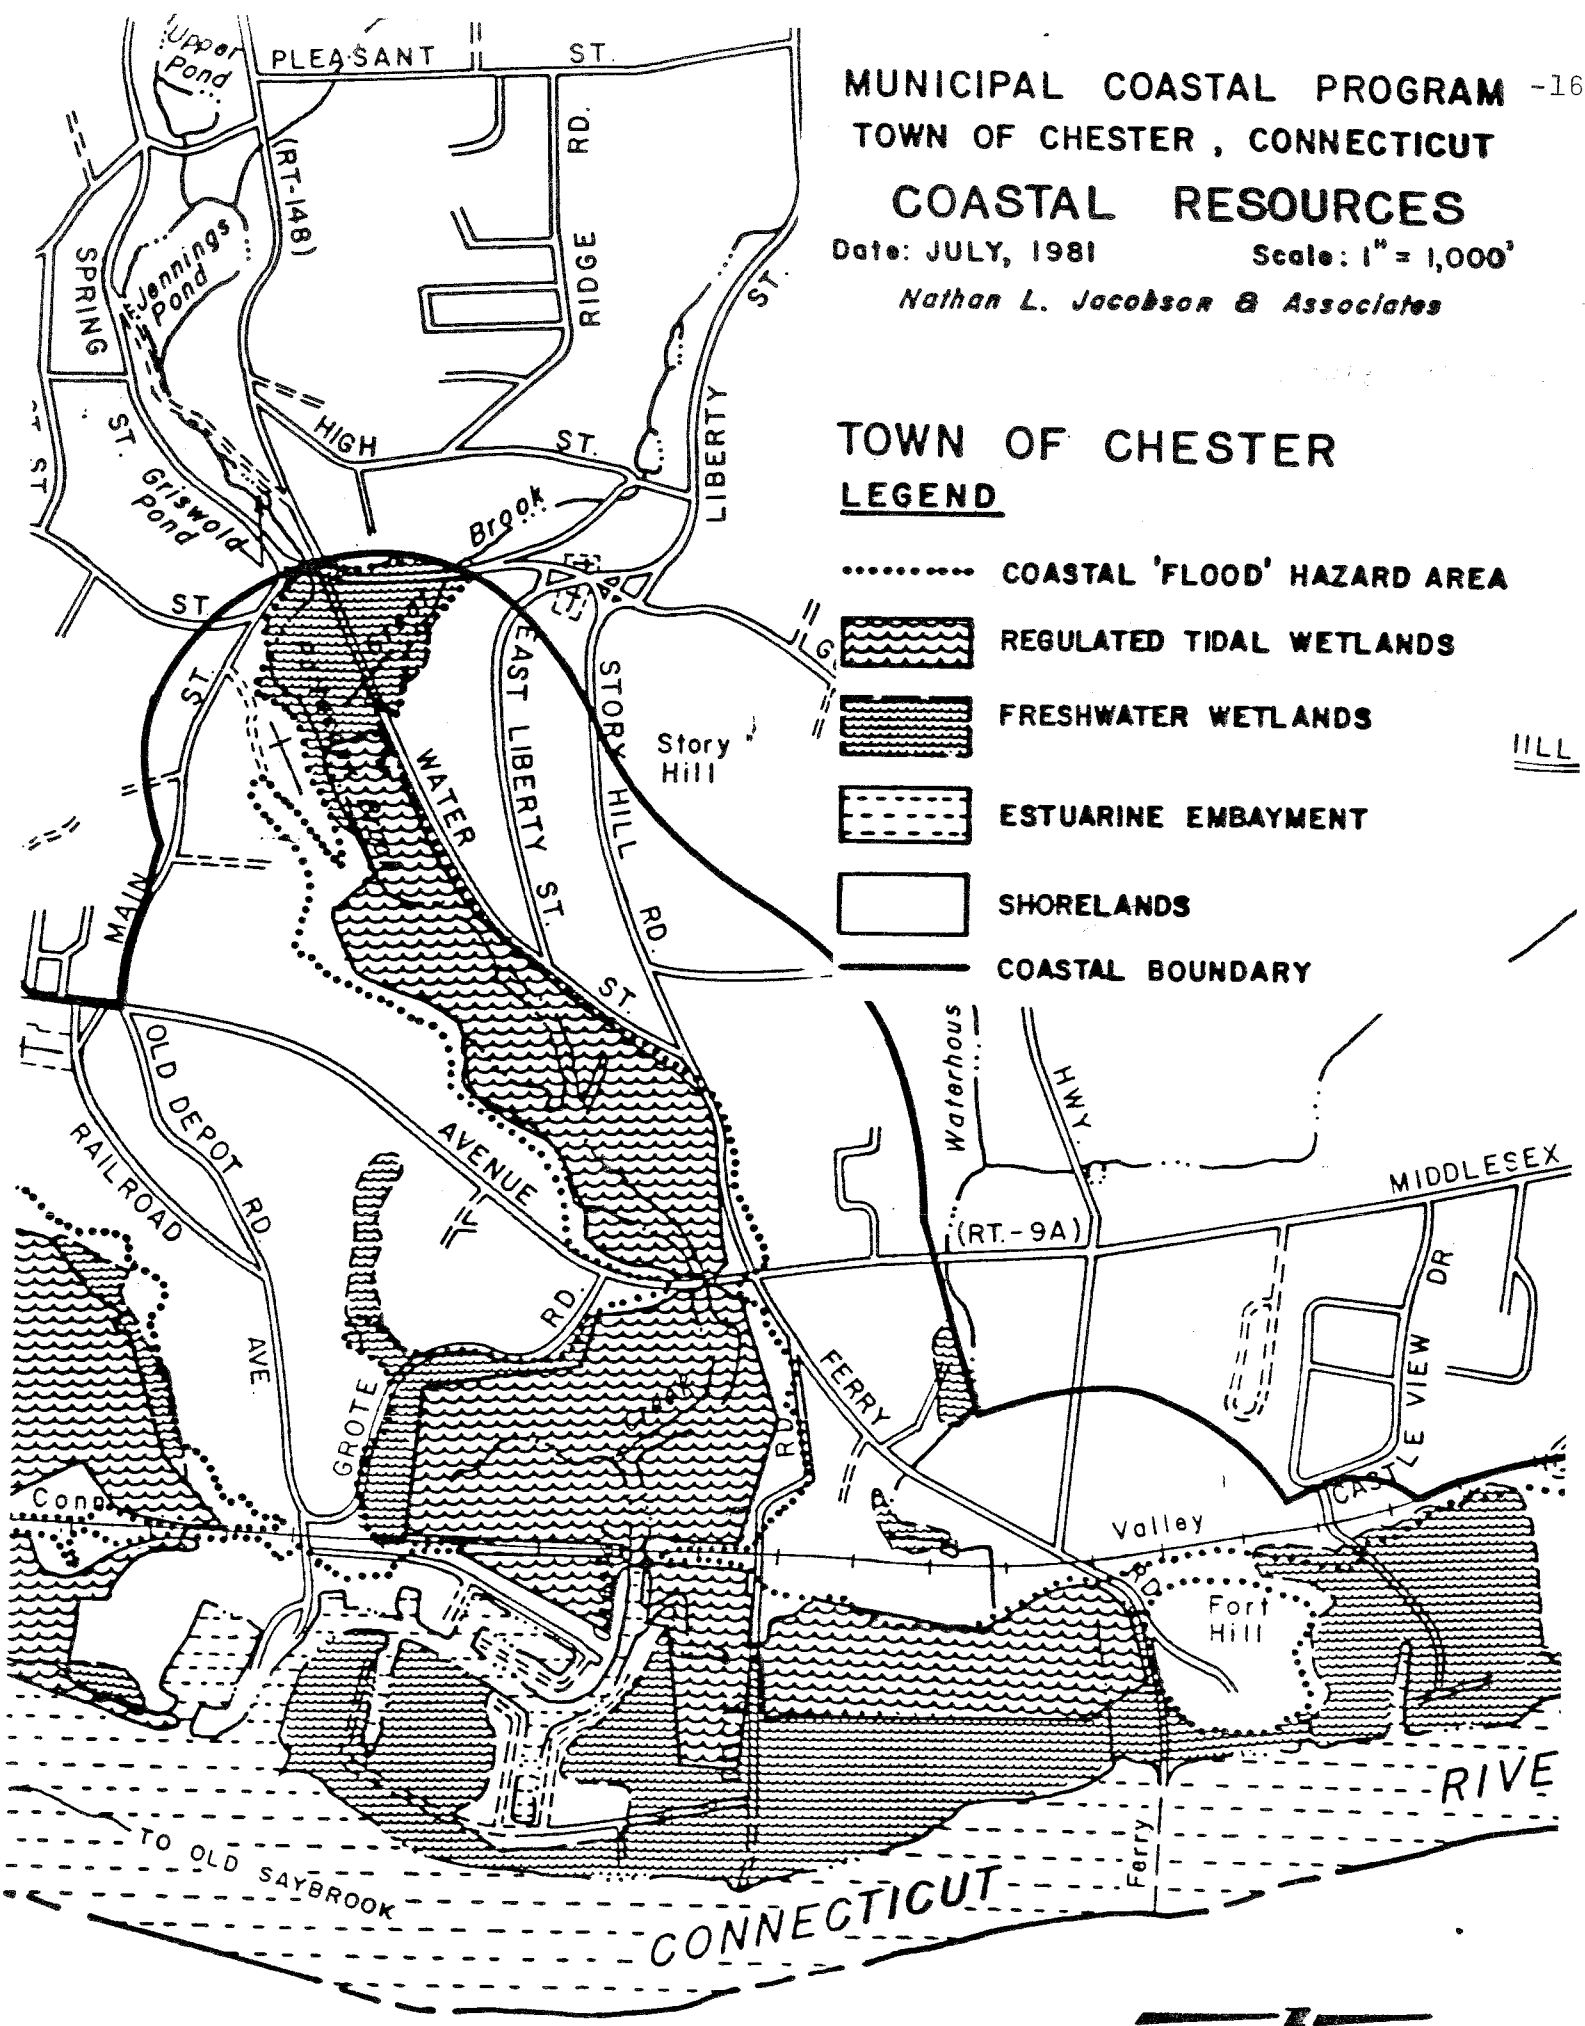 MUNICIPAL COASTAL PROGRAM -16
TOWN OF CHESTER , CONNECTICUT
COASTAL RESOURCES
Date: JULY, 1981 Scale: 1" = 1,000'
Nathan L. Jacobson & Associates
TOWN OF CHESTER
LEGEND
COASTAL 'FLOOD' HAZARD AREA
REGULATED TIDAL WETLANDS
FRESHWATER WETLANDS
ESTUARINE EMBAYMENT
SHORELANDS
COASTAL BOUNDARY
Upper
Pond
PLEASANT ST.
(RT-148)
RIDGE RD.
Jennings
Pond
SPRING
ST.
LIBERTY ST.
HIGH ST.
Griswold
Pond
Brook
ST.
ST.
MAIN
EAST LIBERTY ST.
STORY HILL RD.
Story
Hill
WATER
ST.
HILL
OLD DEPOT RD.
RAILROAD
AVE.
AVENUE
GROTE
RD.
Waterhous
HWY.
(RT.-9A)
MIDDLESEX
CASTLE VIEW DR
FERRY
RD.
RD
Conn
Valley
Fort
Hill
Ferry
TO OLD SAYBROOK
CONNECTICUT
RIVE